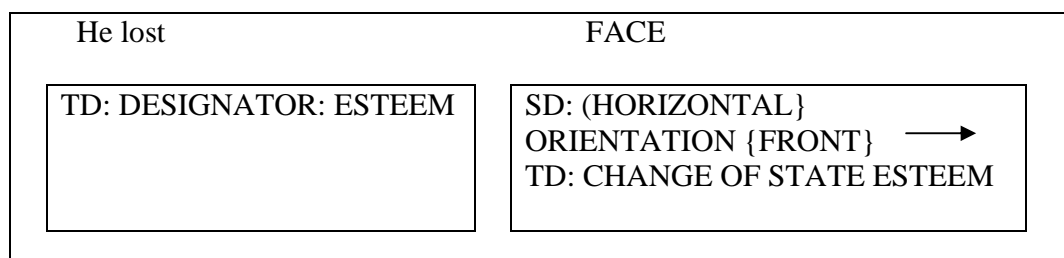 He lost FACE
TD: DESIGNATOR: ESTEEM
SD: (HORIZONTAL}
ORIENTATION {FRONT}
TD: CHANGE OF STATE ESTEEM